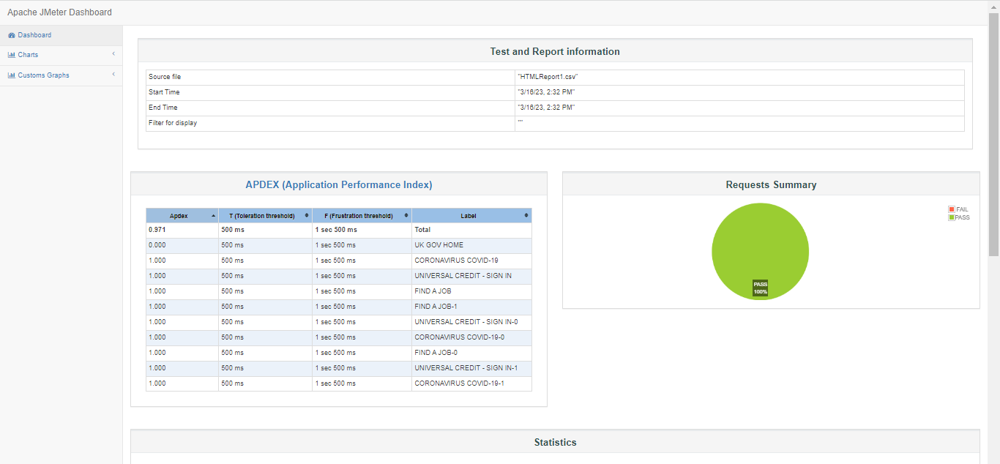 Apache JMeter Dashboard
Dashboard
Charts
Customs Graphs
Test and Report information
Source file "HTMLReport1.csv"
Start Time "3/16/23, 2:32 PM"
End Time "3/16/23, 2:32 PM"
Filter for display ""
APDEX (Application Performance Index)
Apdex T (Toleration threshold) F (Frustration threshold) Label
0.971 500 ms 1 sec 500 ms Total
0.000 500 ms 1 sec 500 ms UK GOV HOME
1.000 500 ms 1 sec 500 ms CORONAVIRUS COVID-19
1.000 500 ms 1 sec 500 ms UNIVERSAL CREDIT - SIGN IN
1.000 500 ms 1 sec 500 ms FIND A JOB
1.000 500 ms 1 sec 500 ms FIND A JOB-1
1.000 500 ms 1 sec 500 ms UNIVERSAL CREDIT - SIGN IN-0
1.000 500 ms 1 sec 500 ms CORONAVIRUS COVID-19-0
1.000 500 ms 1 sec 500 ms FIND A JOB-0
1.000 500 ms 1 sec 500 ms UNIVERSAL CREDIT - SIGN IN-1
1.000 500 ms 1 sec 500 ms CORONAVIRUS COVID-19-1
Requests Summary
FAIL
PASS
PASS
100%
Statistics